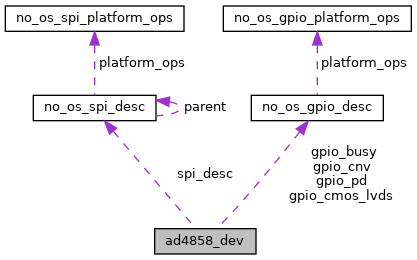 no_os_spi_platform_ops
no_os_gpio_platform_ops
platform_ops
platform_ops
no_os_spi_desc
parent
no_os_gpio_desc
spi_desc
gpio_busy
gpio_cnv
gpio_pd
gpio_cmos_lvds
ad4858_dev